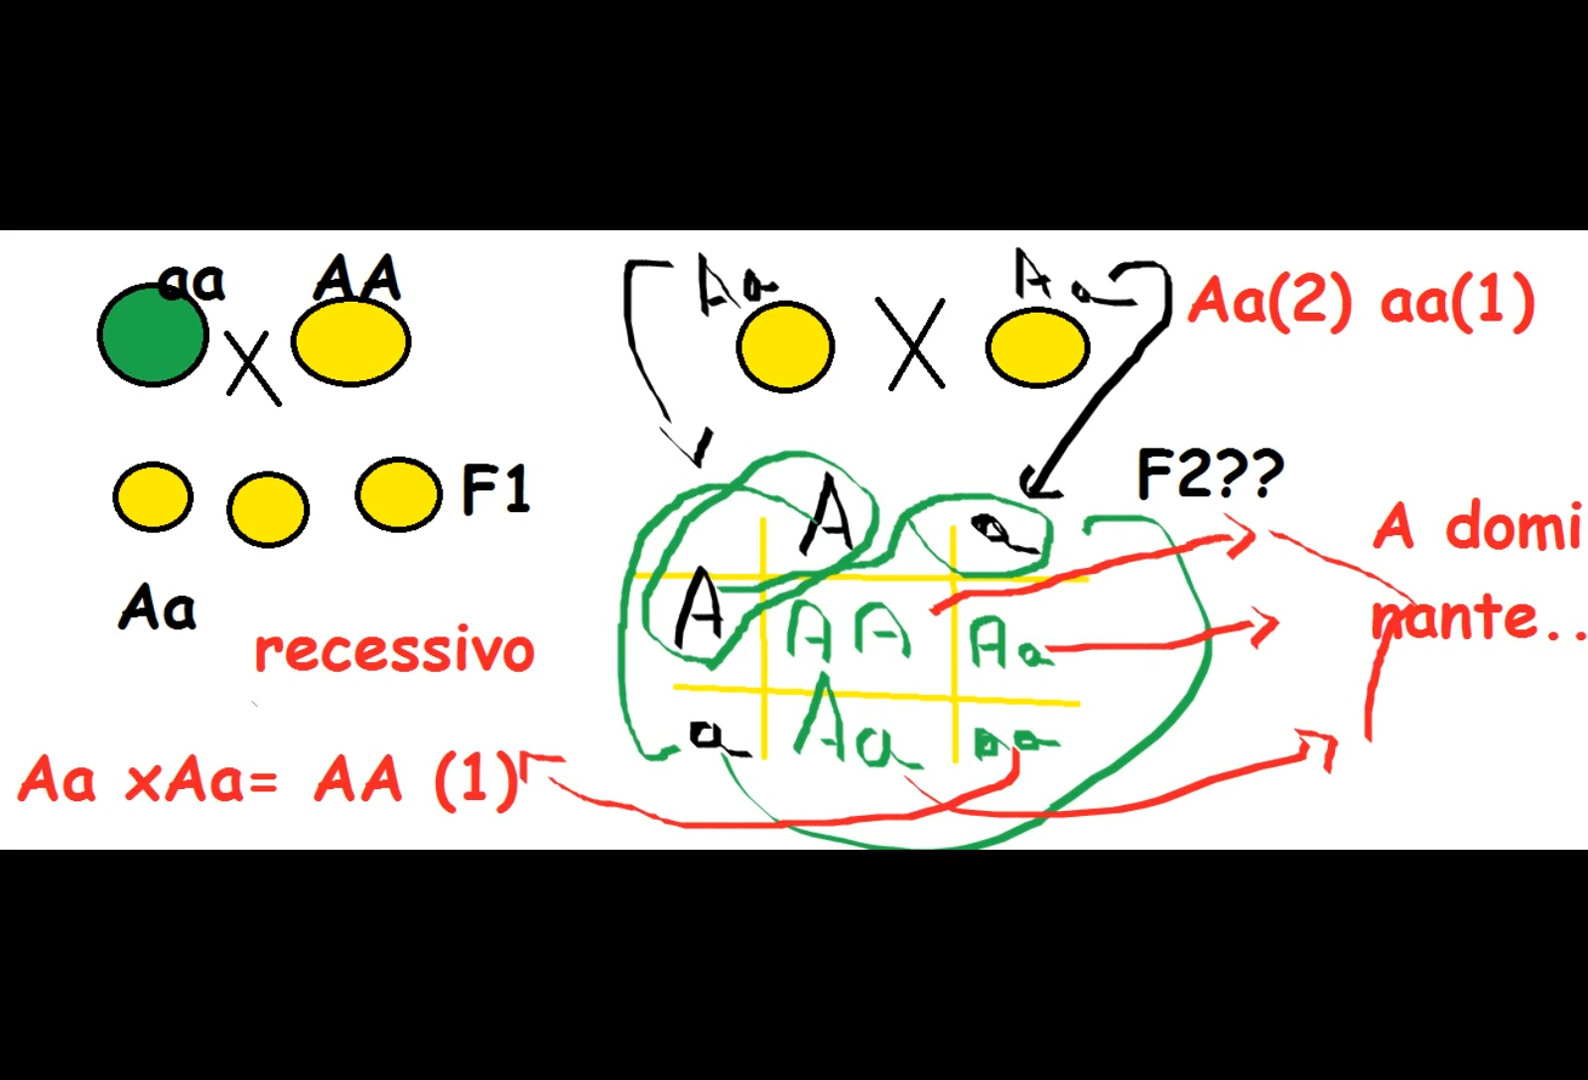 aa AA
Aa Aa
Aa(2) aa(1)
F1
F2??
A a
A domi
nante..
A AA Aa
Aa
recessivo
a Aa aa
Aa xAa= AA (1)